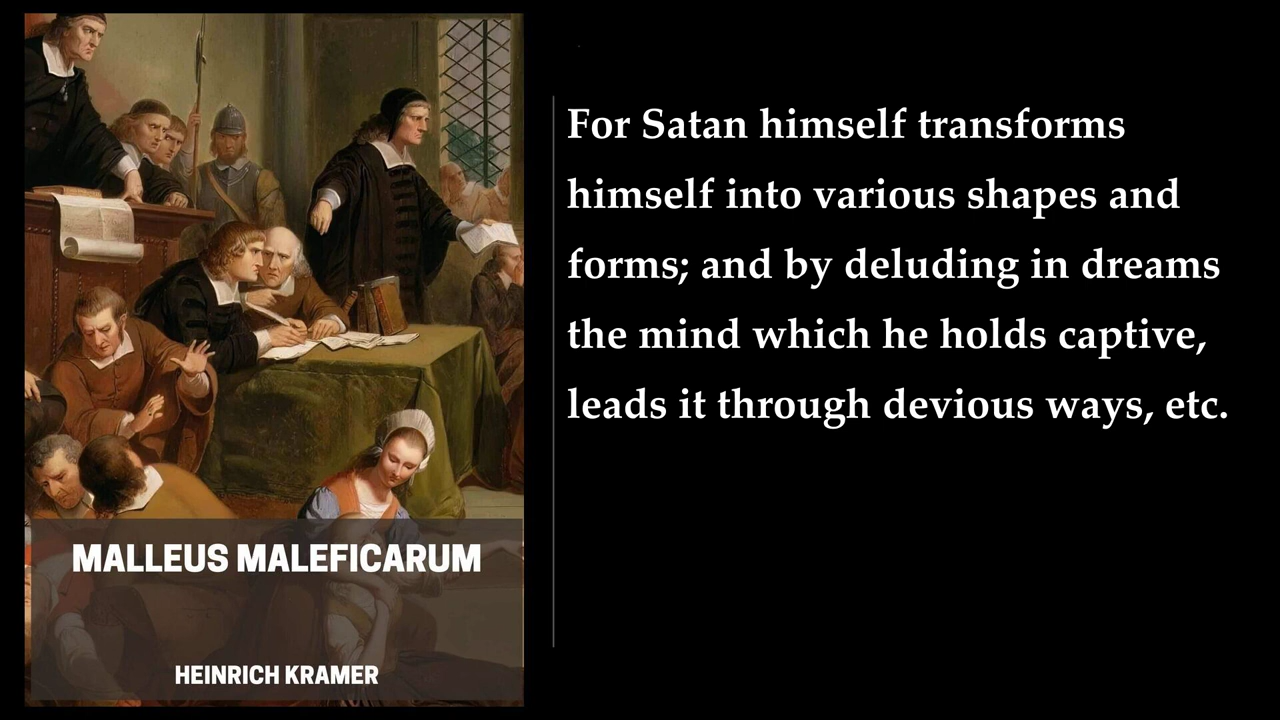 MALLEUS MALEFICARUM
HEINRICH KRAMER
For Satan himself transforms
himself into various shapes and
forms; and by deluding in dreams
the mind which he holds captive,
leads it through devious ways, etc.